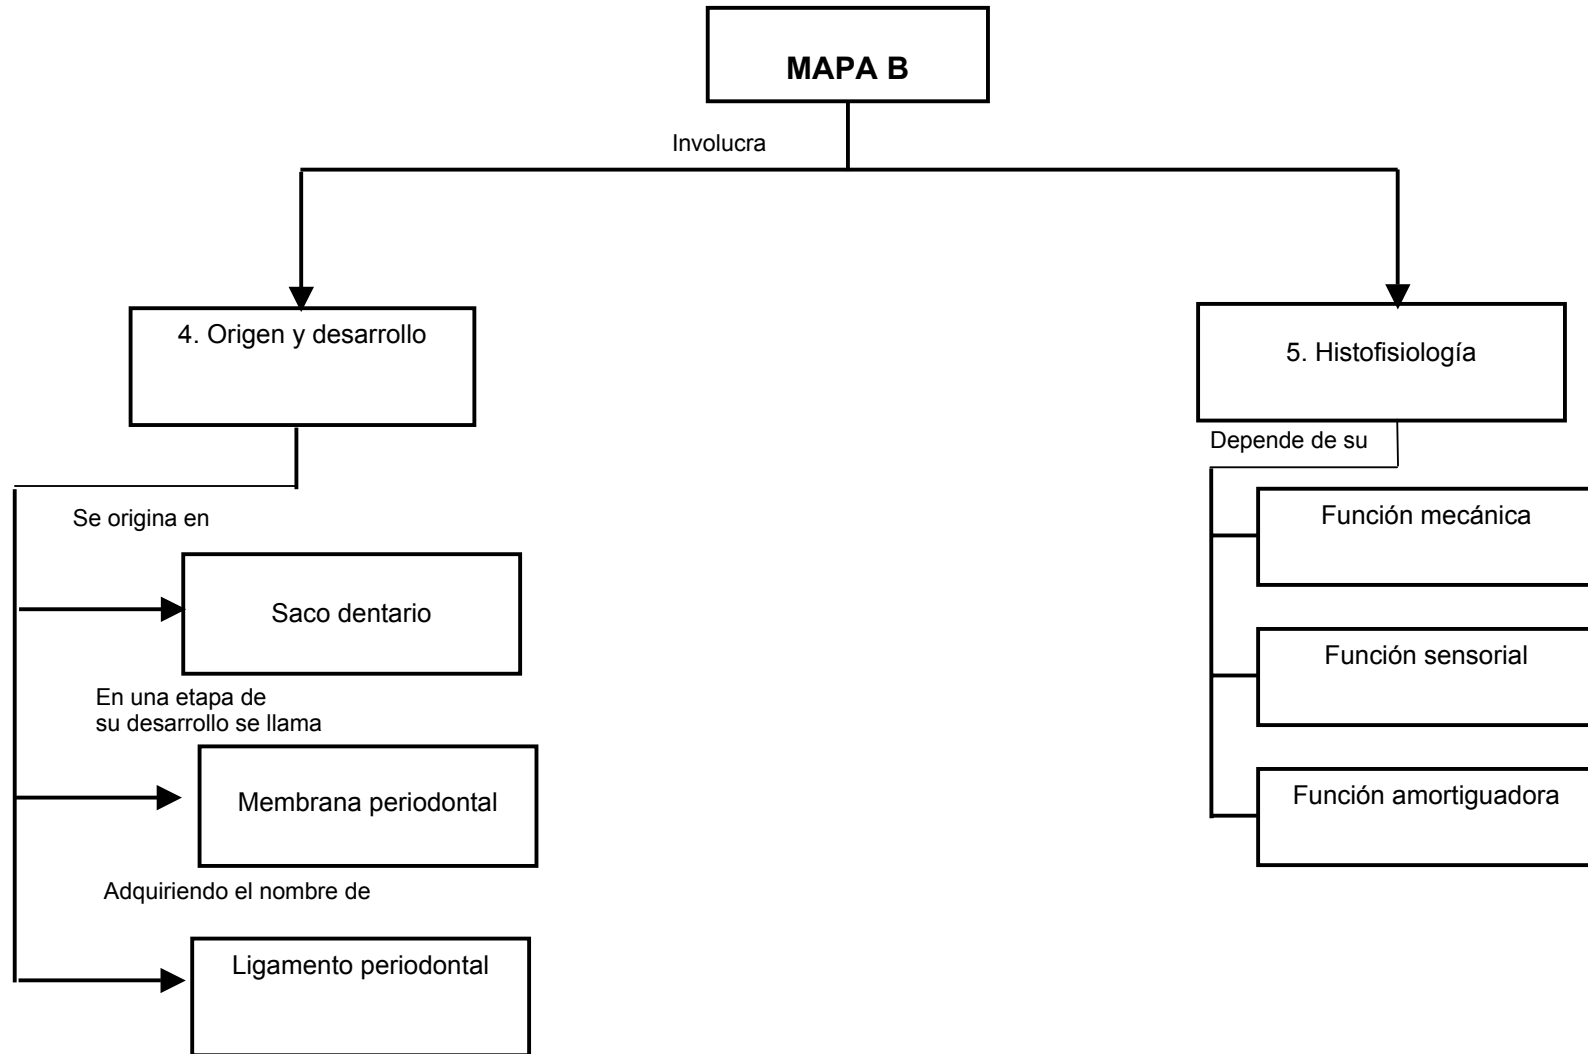 MAPA B
Involucra
4. Origen y desarrollo
Se origina en
Saco dentario
En una etapa de
su desarrollo se llama
Membrana periodontal
Adquiriendo el nombre de
Ligamento periodontal
5. Histofisiología
Depende de su
Función mecánica
Función sensorial
Función amortiguadora